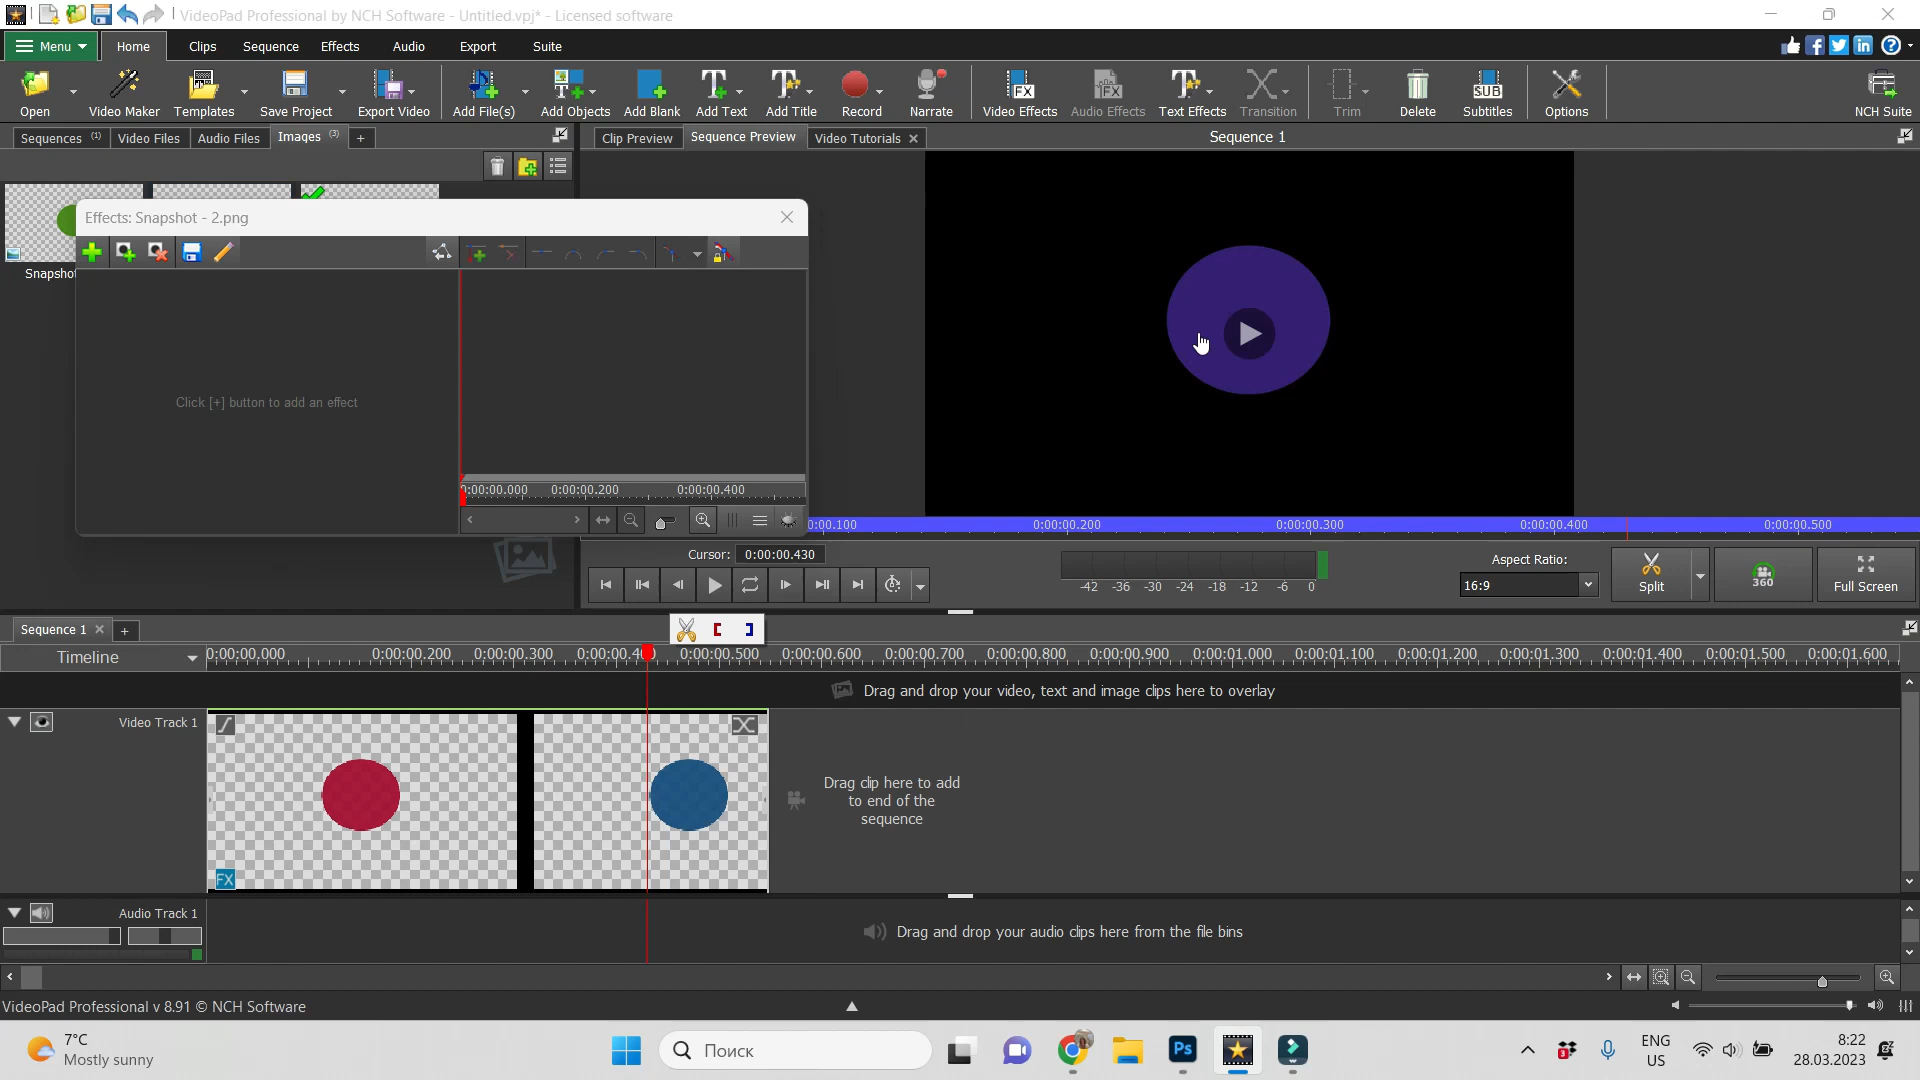 VideoPad Professional by NCH Software - Untitled.vpj* - Licensed software
Menu Home Clips Sequence Effects Audio Export Suite
Open Video Maker Templates Save Project Export Video Add File(s) Add Objects Add Blank Add Text Add Title Record Narrate Video Effects Audio Effects Text Effects Transition Trim Delete Subtitles Options NCH Suite
Sequences (1) Video Files Audio Files Images (3) + Clip Preview Sequence Preview Video Tutorials Sequence 1
Effects: Snapshot - 2.png
Snapshot
Click [+] button to add an effect
0:00:00.000 0:00:00.200 0:00:00.400
0:00.100 0:00:00.200 0:00:00.300 0:00:00.400 0:00:00.500
Cursor: 0:00:00.430
-42 -36 -30 -24 -18 -12 -6 0
Aspect Ratio:
16:9
Split
360
Full Screen
Sequence 1 +
Timeline
0:00:00.000 0:00:00.200 0:00:00.300 0:00:00.400 0:00:00.500 0:00:00.600 0:00:00.700 0:00:00.800 0:00:00.900 0:00:01.000 0:00:01.100 0:00:01.200 0:00:01.300 0:00:01.400 0:00:01.500 0:00:01.600
Drag and drop your video, text and image clips here to overlay
Video Track 1
FX
Drag clip here to add
to end of the
sequence
Audio Track 1
Drag and drop your audio clips here from the file bins
VideoPad Professional v 8.91 © NCH Software
7°C
Mostly sunny
Поиск
Ps
ENG
US
8:22
28.03.2023